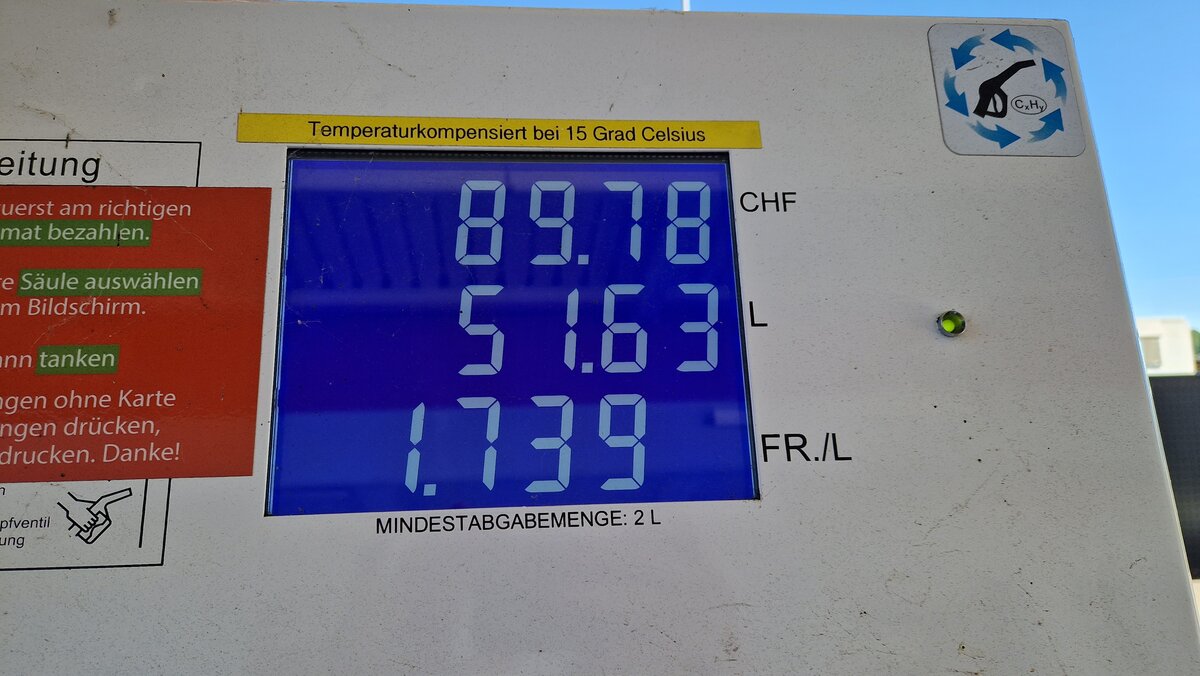 Temperaturkompensiert bei 15 Grad Celsius
CxHy
eitung
uerst am richtigen
mat bezahlen.
re Säule auswählen
m Bildschirm.
ann tanken
ngen ohne Karte
ngen drücken,
drucken. Danke!
n
pfventil
ung
89.78 CHF
51.63 L
1.739 FR./L
MINDESTABGABEMENGE: 2 L